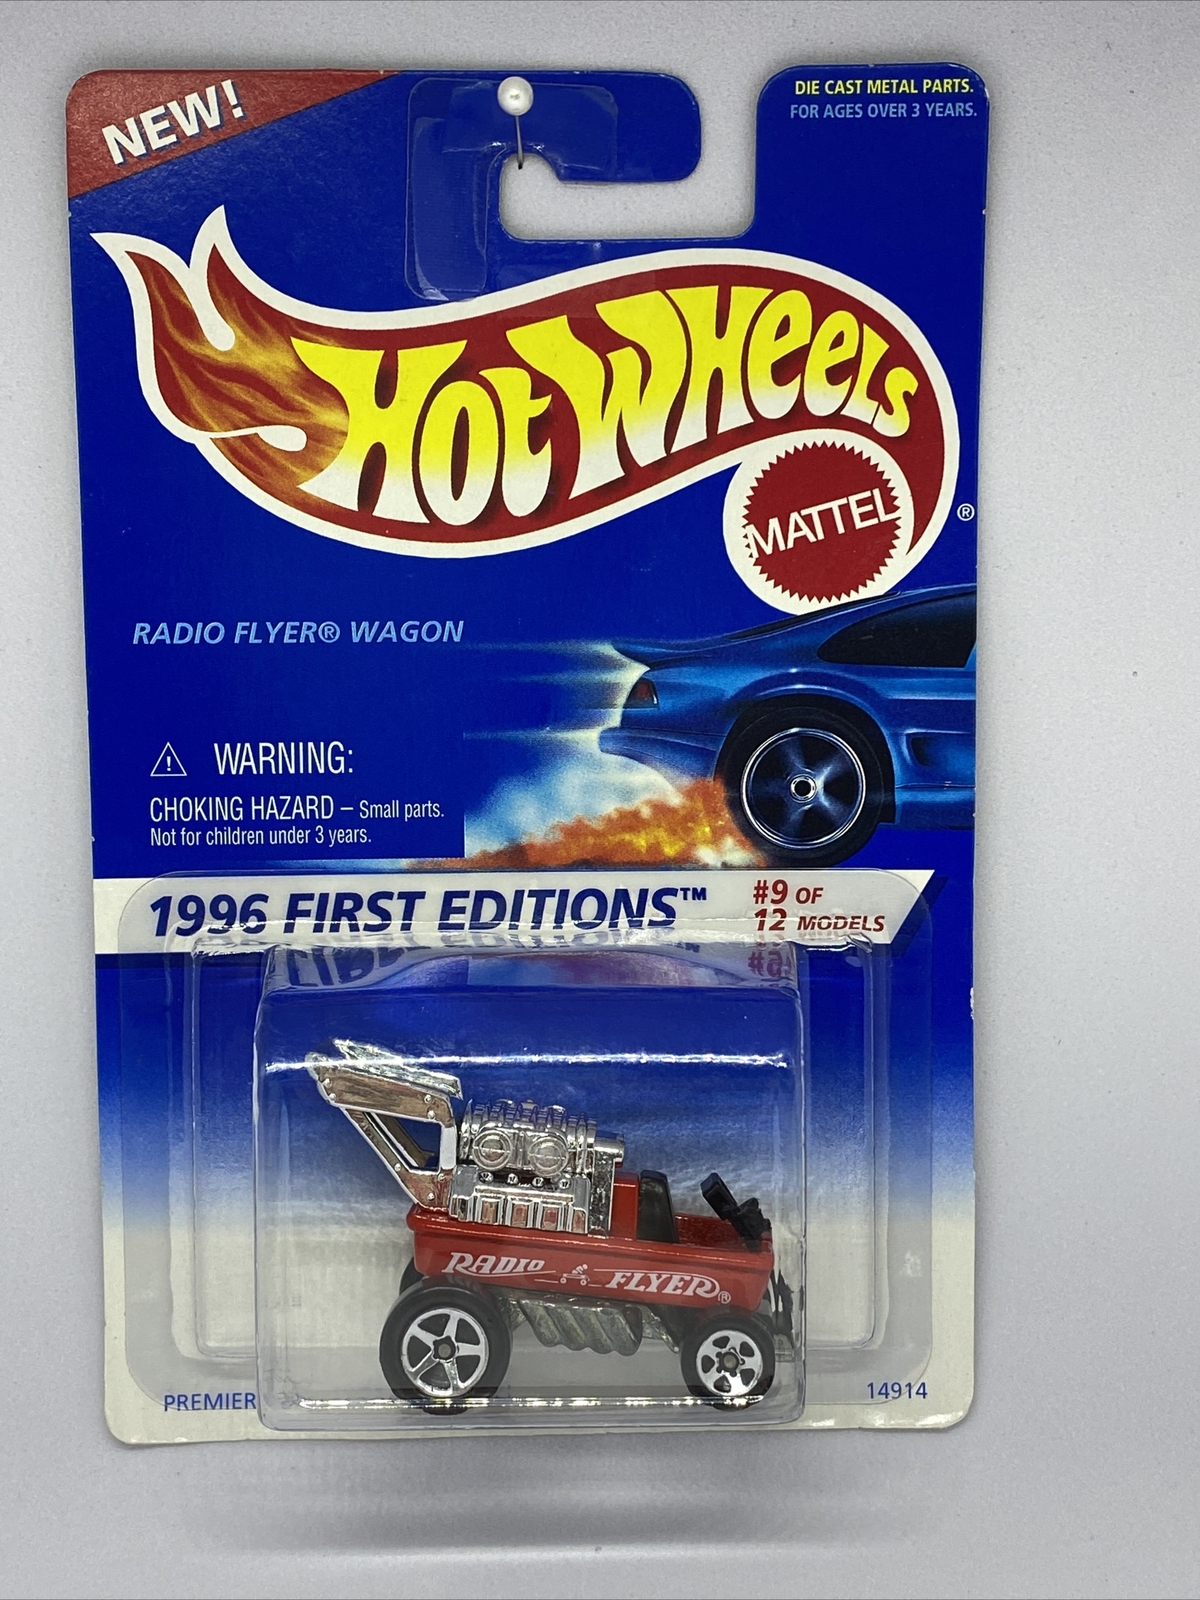 NEW!
DIE CAST METAL PARTS.
FOR AGES OVER 3 YEARS.
HOT WHEELS
MATTEL
®
RADIO FLYER® WAGON
⚠ WARNING:
CHOKING HAZARD – Small parts.
Not for children under 3 years.
1996 FIRST EDITIONS™
#9 OF
12 MODELS
RADIO FLYER®
PREMIER
14914